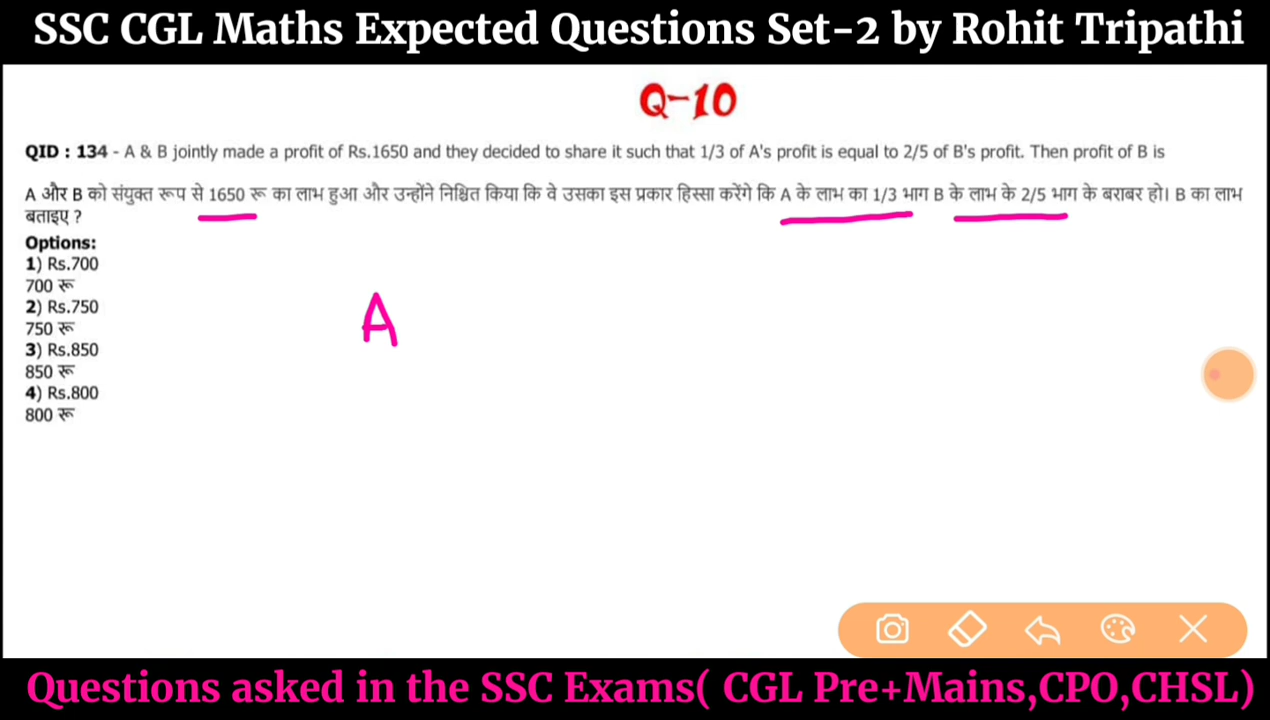 SSC CGL Maths Expected Questions Set-2 by Rohit Tripathi
Q-10
QID : 134 - A & B jointly made a profit of Rs.1650 and they decided to share it such that 1/3 of A's profit is equal to 2/5 of B's profit. Then profit of B is
A और B को संयुक्त रूप से 1650 रू का लाभ हुआ और उन्होंने निश्चित किया कि वे उसका इस प्रकार हिस्सा करेंगे कि A के लाभ का 1/3 भाग B के लाभ के 2/5 भाग के बराबर हो। B का लाभ
बताइए ?
Options:
1) Rs.700
700 रू
2) Rs.750
750 रू
3) Rs.850
850 रू
4) Rs.800
800 रू
A
Questions asked in the SSC Exams( CGL Pre+Mains,CPO,CHSL)